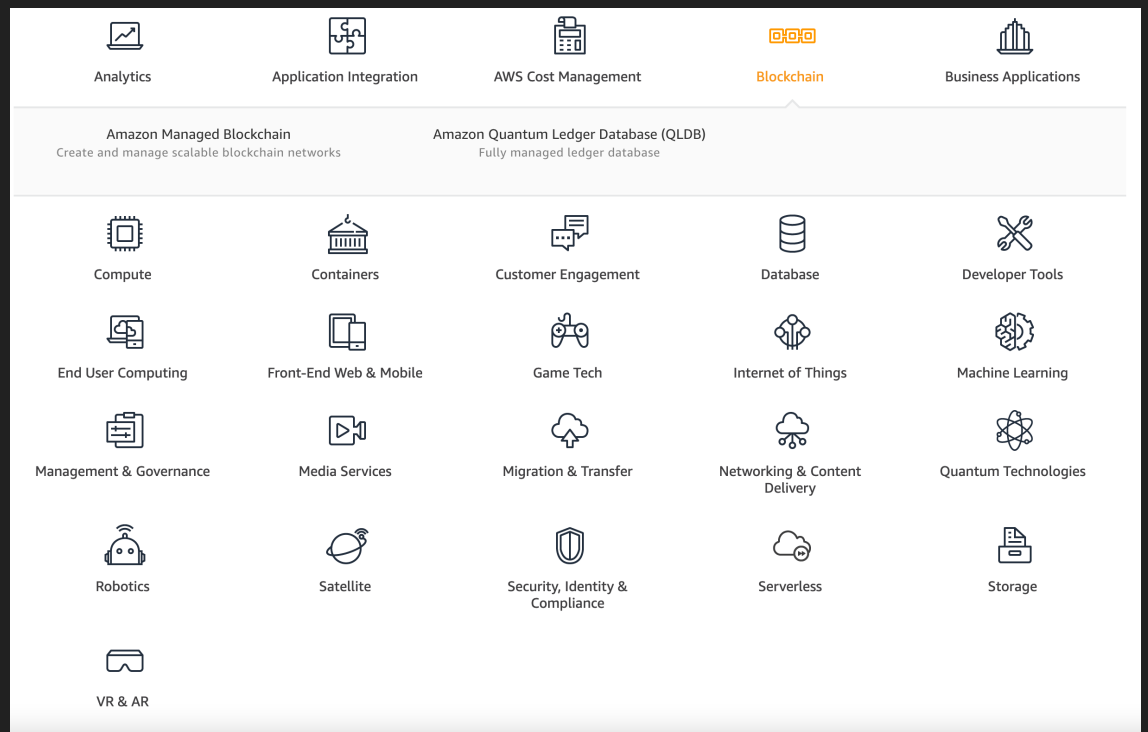 Analytics
Application Integration
AWS Cost Management
Blockchain
Business Applications
Amazon Managed Blockchain
Create and manage scalable blockchain networks
Amazon Quantum Ledger Database (QLDB)
Fully managed ledger database
Compute
Containers
Customer Engagement
Database
Developer Tools
End User Computing
Front-End Web & Mobile
Game Tech
Internet of Things
Machine Learning
Management & Governance
Media Services
Migration & Transfer
Networking & Content
Delivery
Quantum Technologies
Robotics
Satellite
Security, Identity &
Compliance
Serverless
Storage
VR & AR